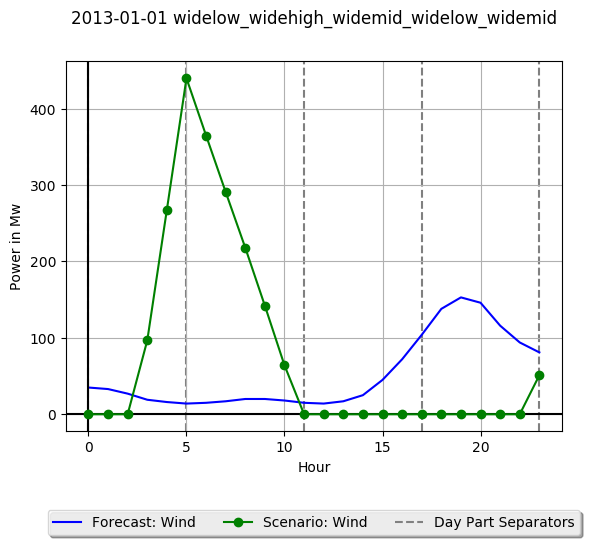 2013-01-01 widelow_widehigh_widemid_widelow_widemid
400
300
200
100
0
Power in Mw
0 5 10 15 20
Hour
Forecast: Wind Scenario: Wind Day Part Separators